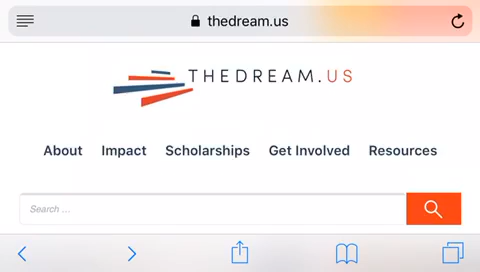 thedream.us
THEDREAM.US
About Impact Scholarships Get Involved Resources
Search ...